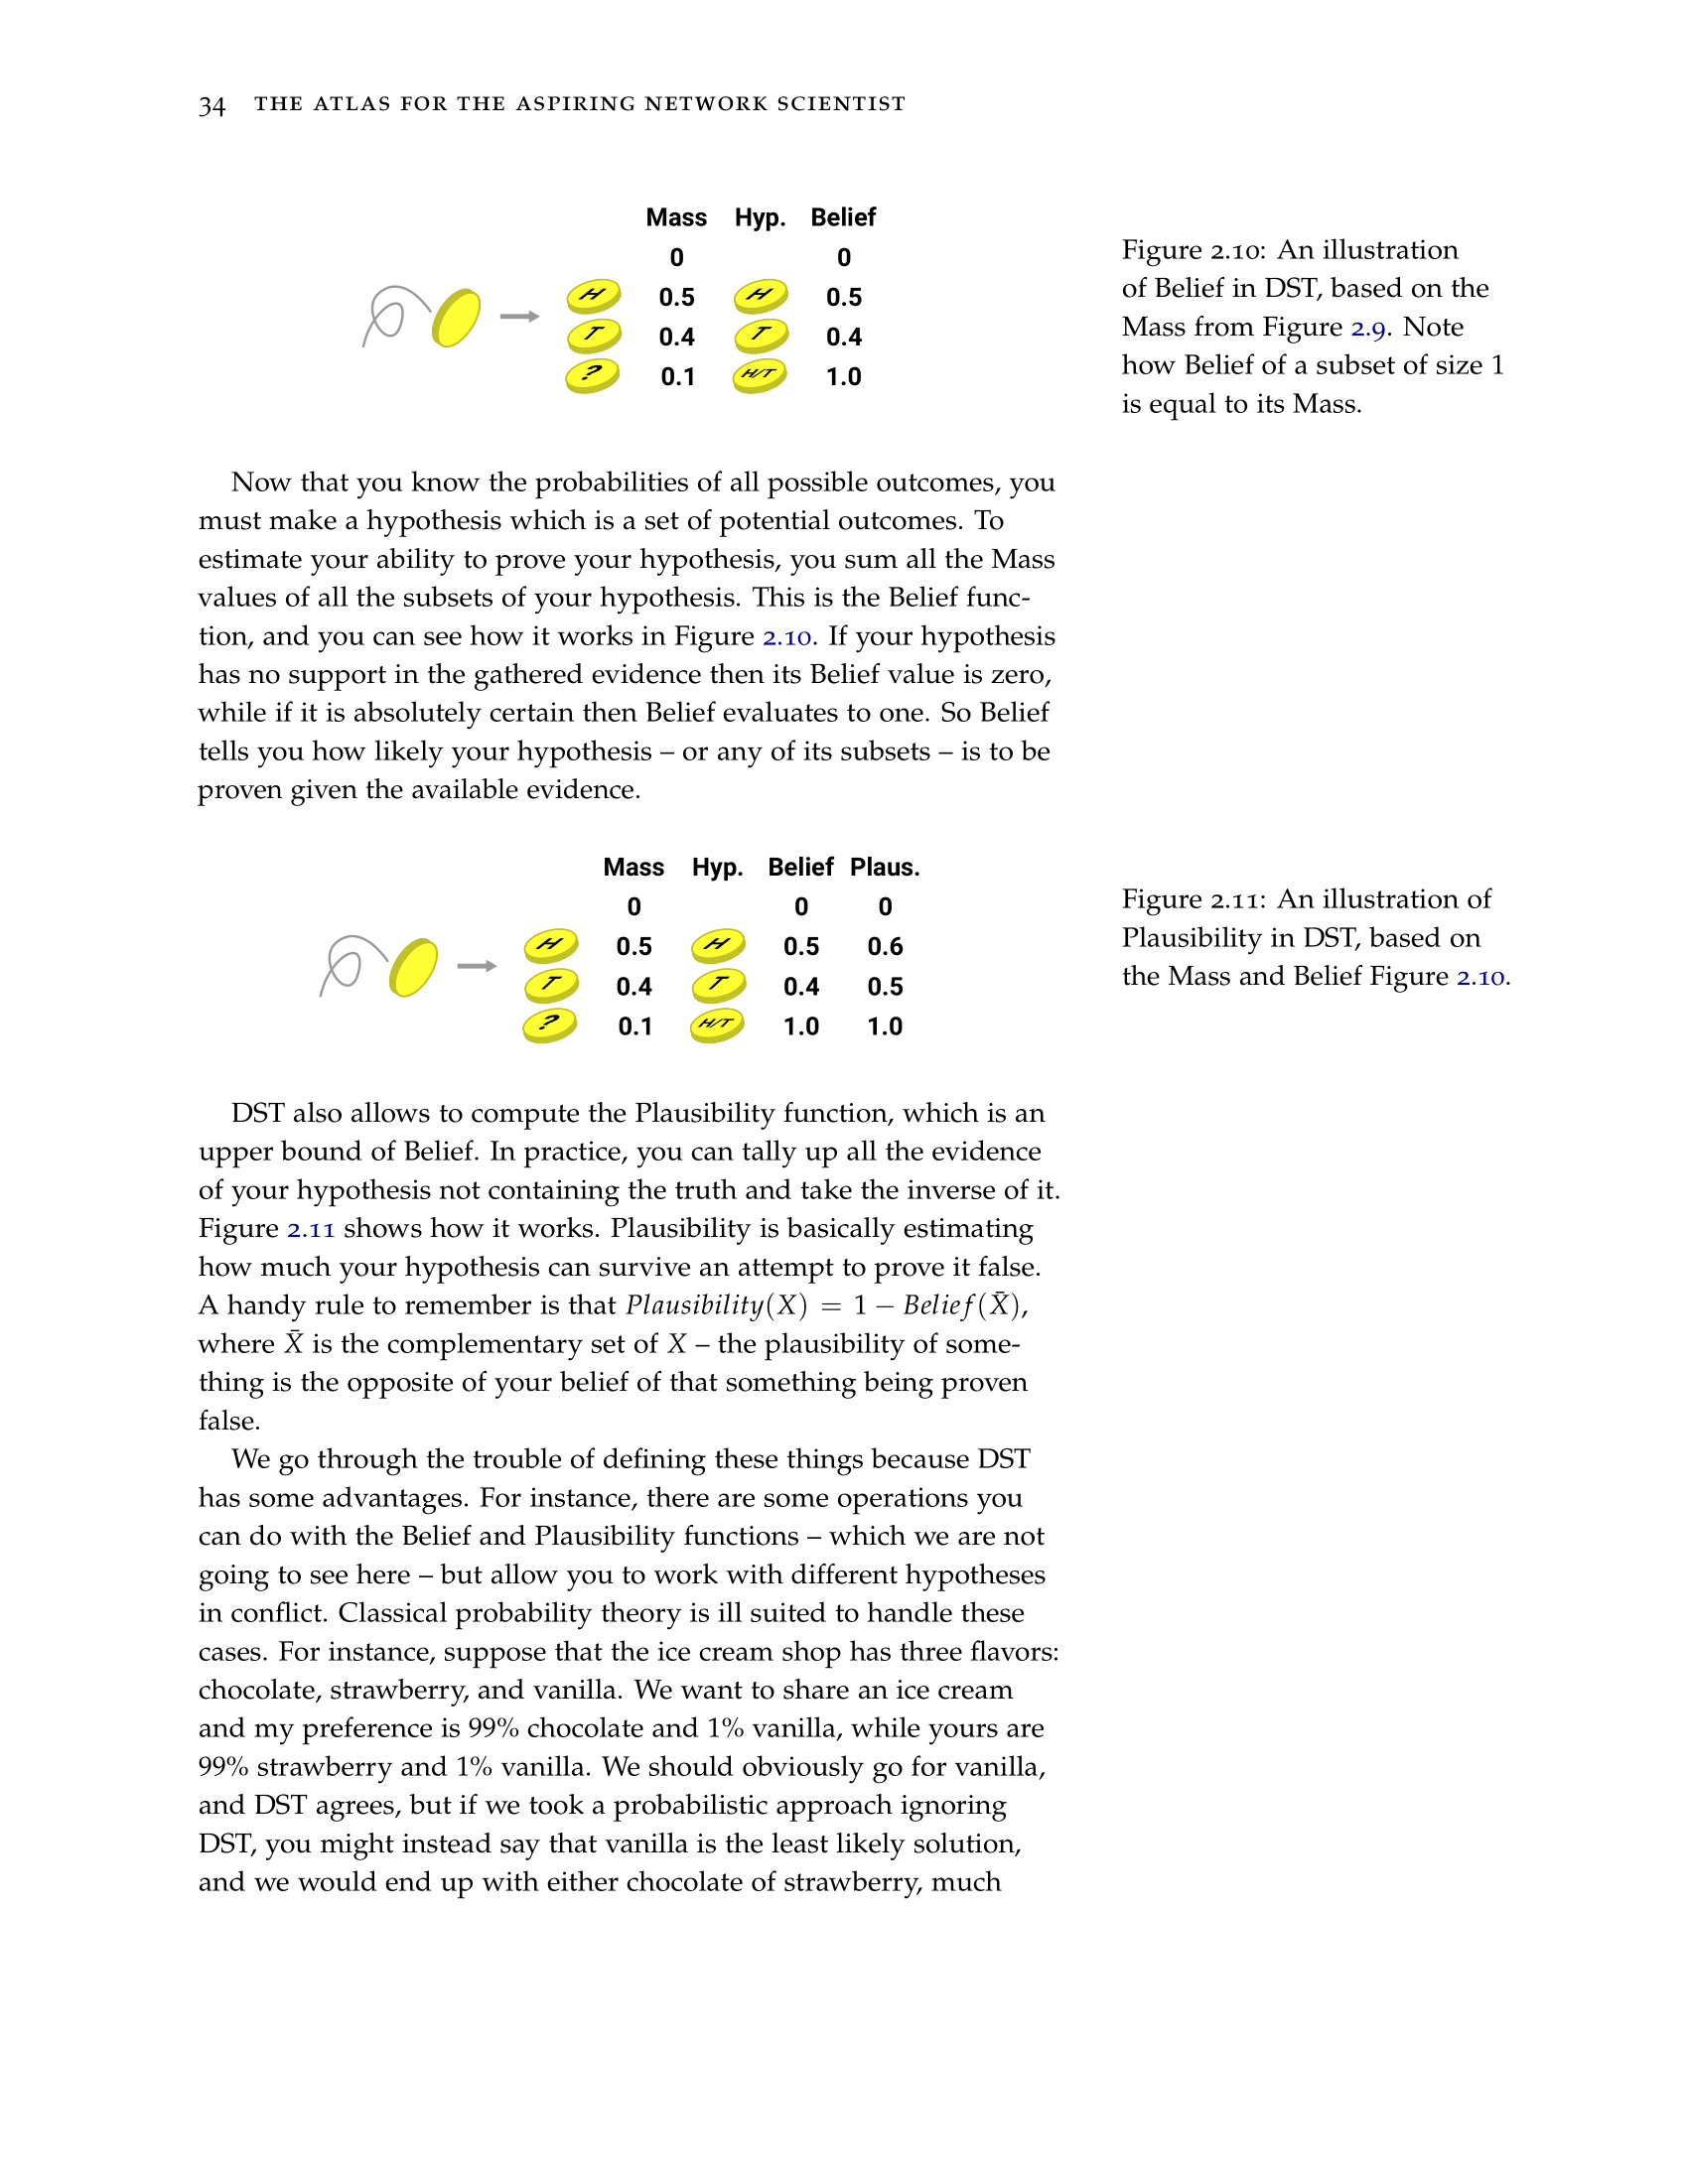 34 THE ATLAS FOR THE ASPIRING NETWORK SCIENTIST
Mass Hyp. Belief
0 0
H 0.5 H 0.5
T 0.4 T 0.4
? 0.1 H/T 1.0
Figure 2.10: An illustration
of Belief in DST, based on the
Mass from Figure 2.9. Note
how Belief of a subset of size 1
is equal to its Mass.
Now that you know the probabilities of all possible outcomes, you
must make a hypothesis which is a set of potential outcomes. To
estimate your ability to prove your hypothesis, you sum all the Mass
values of all the subsets of your hypothesis. This is the Belief func-
tion, and you can see how it works in Figure 2.10. If your hypothesis
has no support in the gathered evidence then its Belief value is zero,
while if it is absolutely certain then Belief evaluates to one. So Belief
tells you how likely your hypothesis – or any of its subsets – is to be
proven given the available evidence.
Mass Hyp. Belief Plaus.
0 0 0
H 0.5 H 0.5 0.6
T 0.4 T 0.4 0.5
? 0.1 H/T 1.0 1.0
Figure 2.11: An illustration of
Plausibility in DST, based on
the Mass and Belief Figure 2.10.
DST also allows to compute the Plausibility function, which is an
upper bound of Belief. In practice, you can tally up all the evidence
of your hypothesis not containing the truth and take the inverse of it.
Figure 2.11 shows how it works. Plausibility is basically estimating
how much your hypothesis can survive an attempt to prove it false.
A handy rule to remember is that Plausibility(X) = 1 − Belief(X̄),
where X̄ is the complementary set of X – the plausibility of some-
thing is the opposite of your belief of that something being proven
false.
We go through the trouble of defining these things because DST
has some advantages. For instance, there are some operations you
can do with the Belief and Plausibility functions – which we are not
going to see here – but allow you to work with different hypotheses
in conflict. Classical probability theory is ill suited to handle these
cases. For instance, suppose that the ice cream shop has three flavors:
chocolate, strawberry, and vanilla. We want to share an ice cream
and my preference is 99% chocolate and 1% vanilla, while yours are
99% strawberry and 1% vanilla. We should obviously go for vanilla,
and DST agrees, but if we took a probabilistic approach ignoring
DST, you might instead say that vanilla is the least likely solution,
and we would end up with either chocolate of strawberry, much